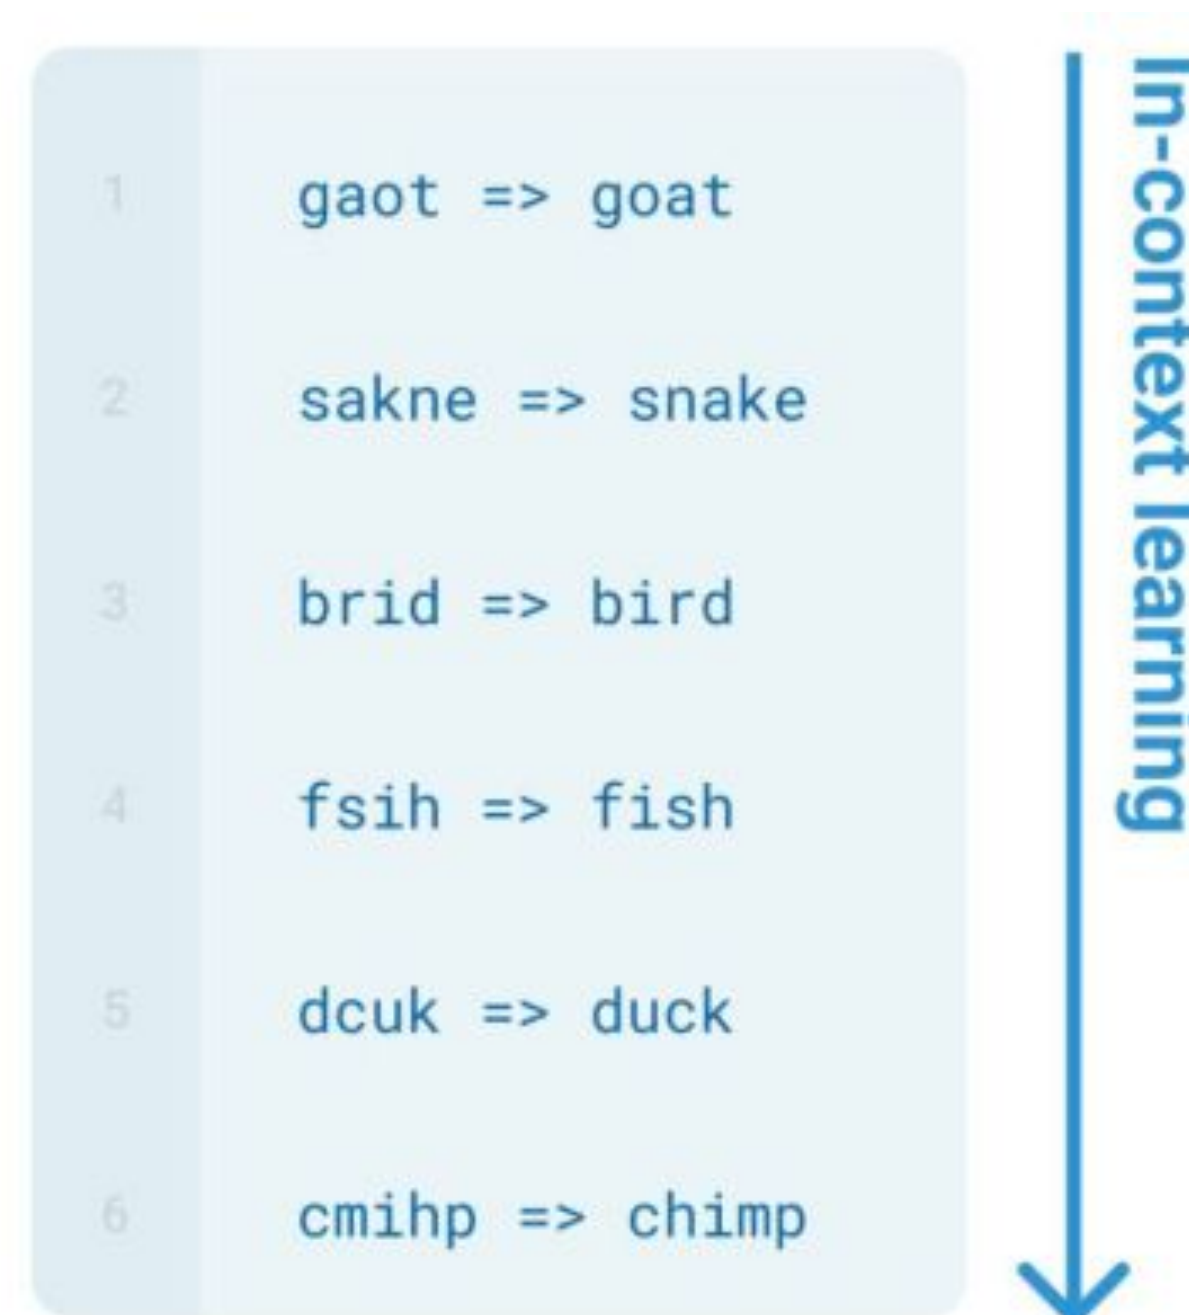 1 gaot => goat
2 sakne => snake
3 brid => bird
4 fsih => fish
5 dcuk => duck
6 cmihp => chimp
In-context learning